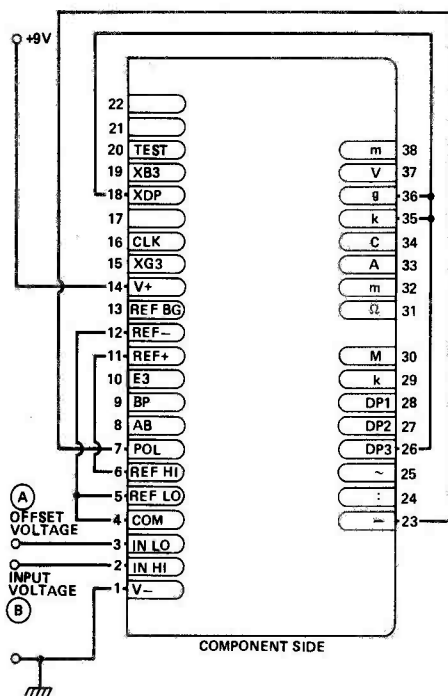 +9V
22
21
20 TEST
19 XB3
18 XDP
17
16 CLK
15 XG3
14 V+
13 REF BG
12 REF–
11 REF+
10 E3
9 BP
8 AB
7 POL
6 REF HI
5 REF LO
4 COM
3 IN LO
2 IN HI
1 V–
m 38
V 37
g 36
k 35
C 34
A 33
m 32
Ω 31
M 30
k 29
DP1 28
DP2 27
DP3 26
~ 25
: 24
– 23
A
OFFSET
VOLTAGE
INPUT
VOLTAGE
B
COMPONENT SIDE